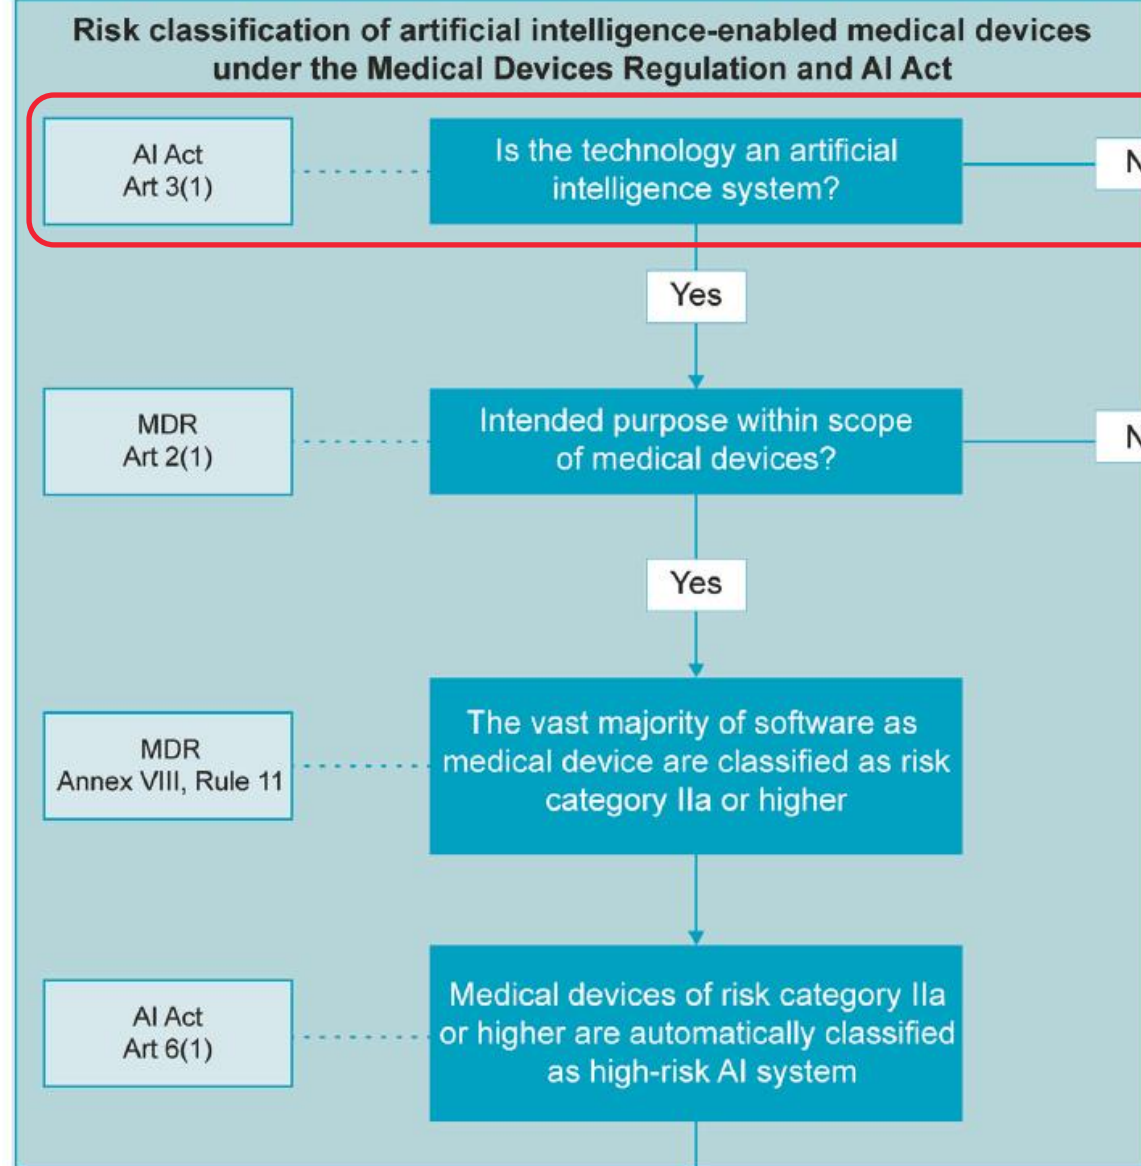 Risk classification of artificial intelligence-enabled medical devices
under the Medical Devices Regulation and AI Act
AI Act
Art 3(1)
Is the technology an artificial
intelligence system?
Yes
MDR
Art 2(1)
Intended purpose within scope
of medical devices?
Yes
MDR
Annex VIII, Rule 11
The vast majority of software as
medical device are classified as risk
category IIa or higher
AI Act
Art 6(1)
Medical devices of risk category IIa
or higher are automatically classified
as high-risk AI system